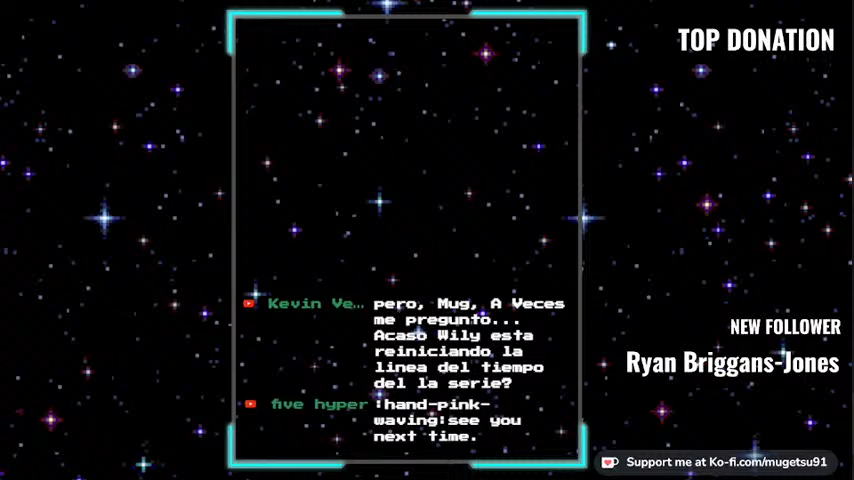 TOP DONATION
Kevin Ve... pero, Mug, A Veces
me pregunto...
Acaso Wily esta
reiniciando la
linea del tiempo
del la serie?
five hyper :hand-pink-
waving:see you
next time.
NEW FOLLOWER
Ryan Briggans-Jones
Support me at Ko-fi.com/mugetsu91